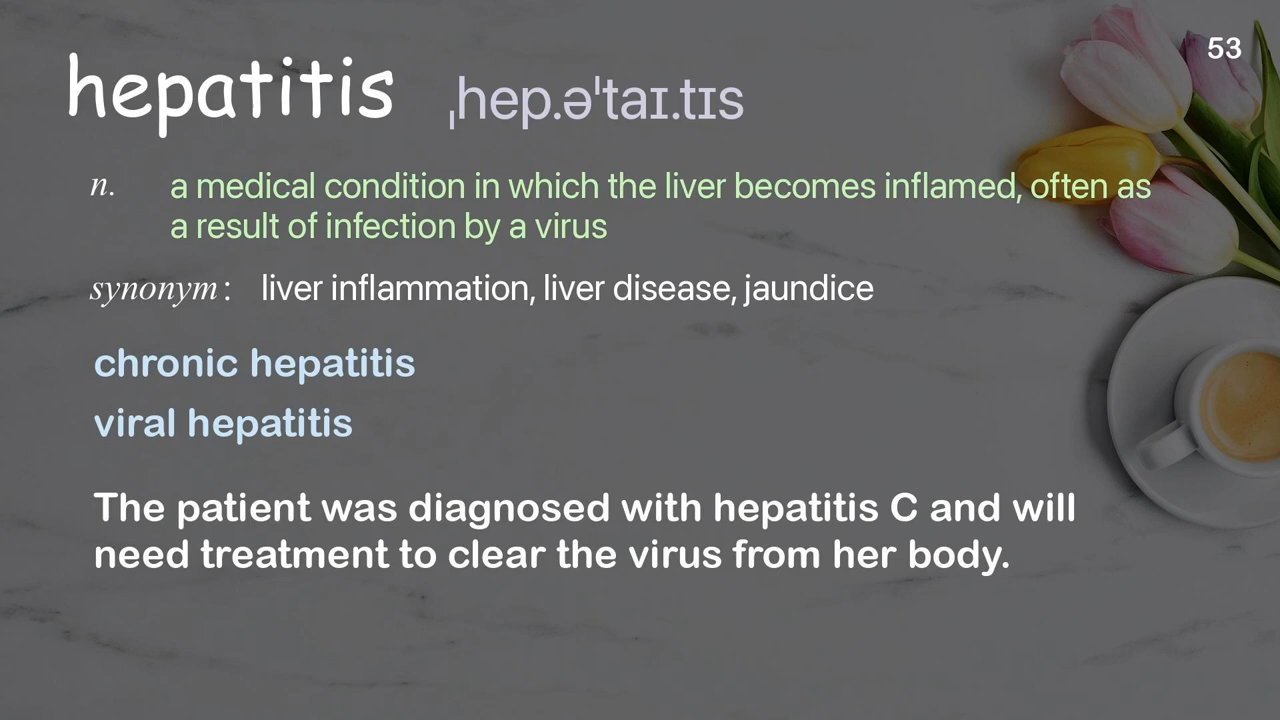 53
hepatitis ˌhep.əˈtaɪ.tɪs
n. a medical condition in which the liver becomes inflamed, often as
a result of infection by a virus
synonym: liver inflammation, liver disease, jaundice
chronic hepatitis
viral hepatitis
The patient was diagnosed with hepatitis C and will
need treatment to clear the virus from her body.